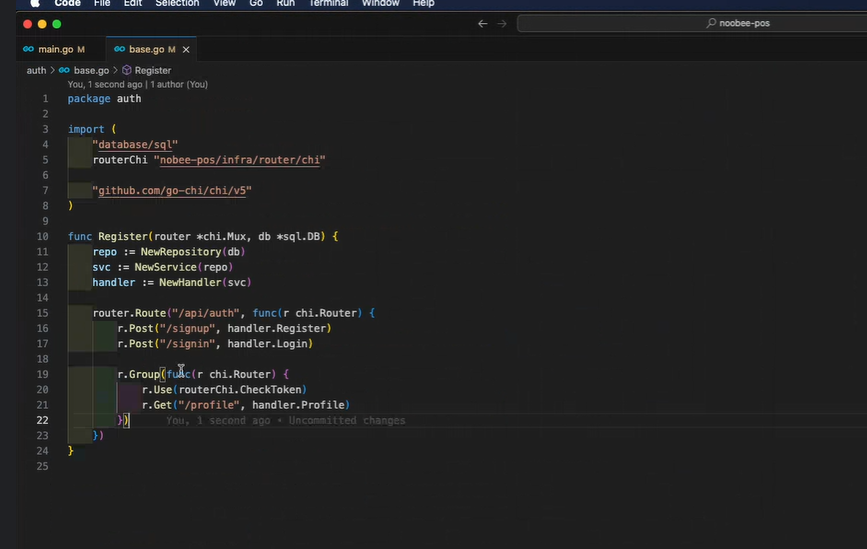 Code File Edit Selection View Go Run Terminal Window Help
noobee-pos
main.go M base.go M
auth > base.go > Register
You, 1 second ago | 1 author (You)
1 package auth
2
3 import (
4 "database/sql"
5 routerChi "nobee-pos/infra/router/chi"
6
7 "github.com/go-chi/chi/v5"
8 )
9
10 func Register(router *chi.Mux, db *sql.DB) {
11 repo := NewRepository(db)
12 svc := NewService(repo)
13 handler := NewHandler(svc)
14
15 router.Route("/api/auth", func(r chi.Router) {
16 r.Post("/signup", handler.Register)
17 r.Post("/signin", handler.Login)
18
19 r.Group(func(r chi.Router) {
20 r.Use(routerChi.CheckToken)
21 r.Get("/profile", handler.Profile)
22 }) You, 1 second ago • Uncommitted changes
23 })
24 }
25